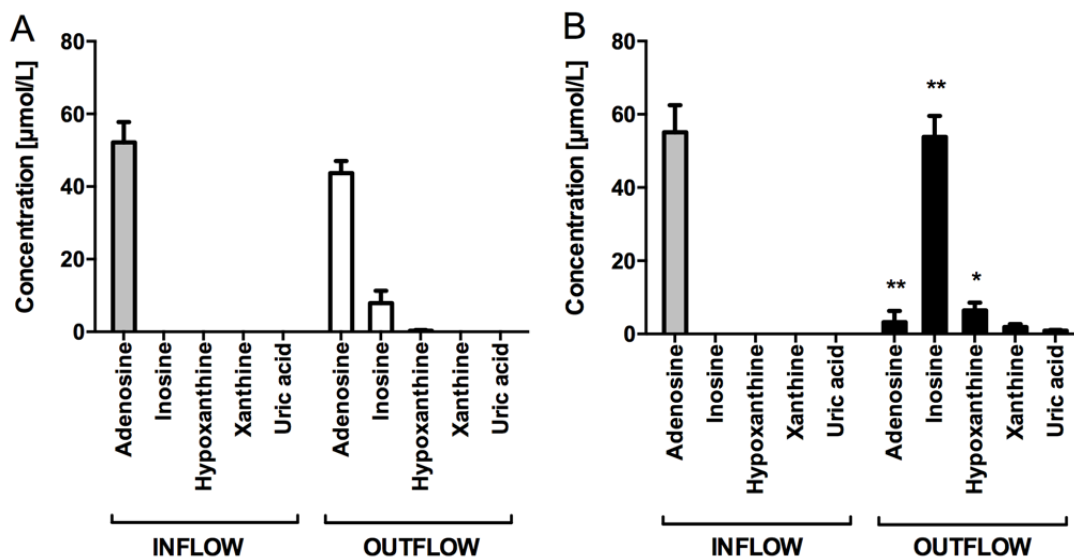 A
Concentration [µmol/L]
80
60
40
20
0
Adenosine
Inosine
Hypoxanthine
Xanthine
Uric acid
Adenosine
Inosine
Hypoxanthine
Xanthine
Uric acid
INFLOW
OUTFLOW
B
Concentration [µmol/L]
80
60
40
20
0
**
**
*
Adenosine
Inosine
Hypoxanthine
Xanthine
Uric acid
Adenosine
Inosine
Hypoxanthine
Xanthine
Uric acid
INFLOW
OUTFLOW